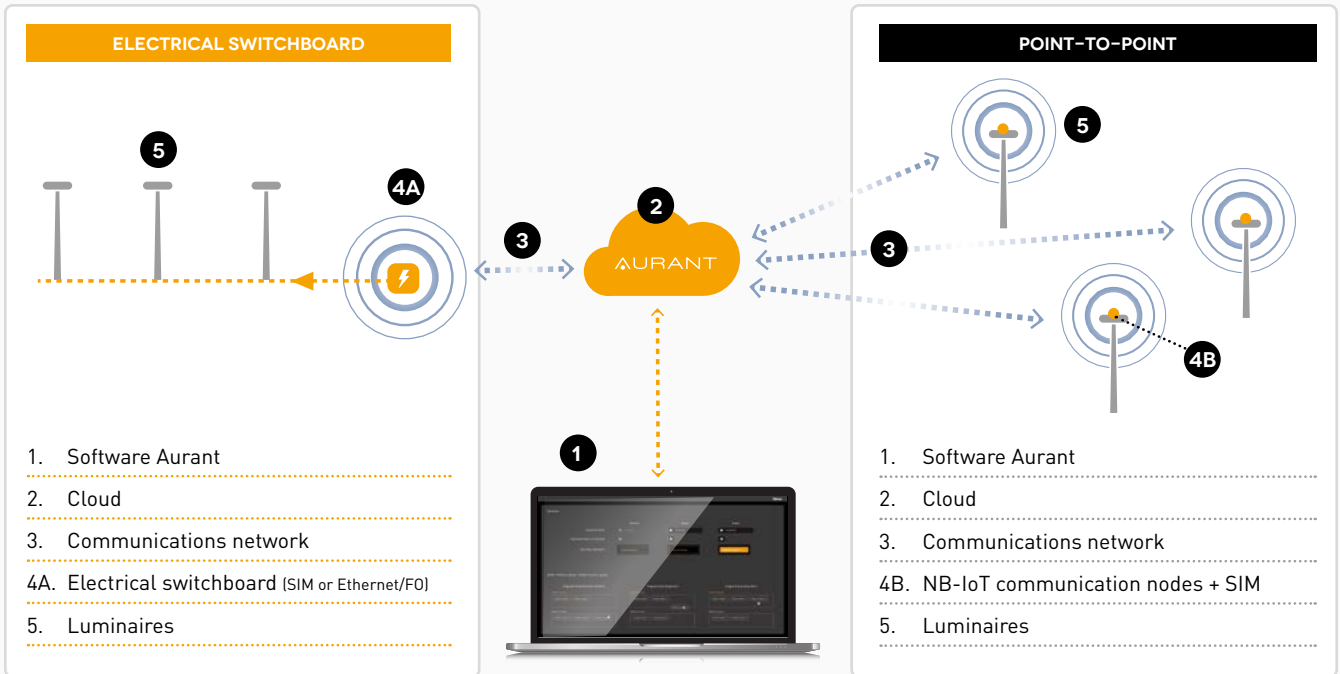 ELECTRICAL SWITCHBOARD
5
4A
3
1. Software Aurant
2. Cloud
3. Communications network
4A. Electrical switchboard (SIM or Ethernet/FO)
5. Luminaires
2
AURANT
1
POINT-TO-POINT
5
3
4B
1. Software Aurant
2. Cloud
3. Communications network
4B. NB-IoT communication nodes + SIM
5. Luminaires